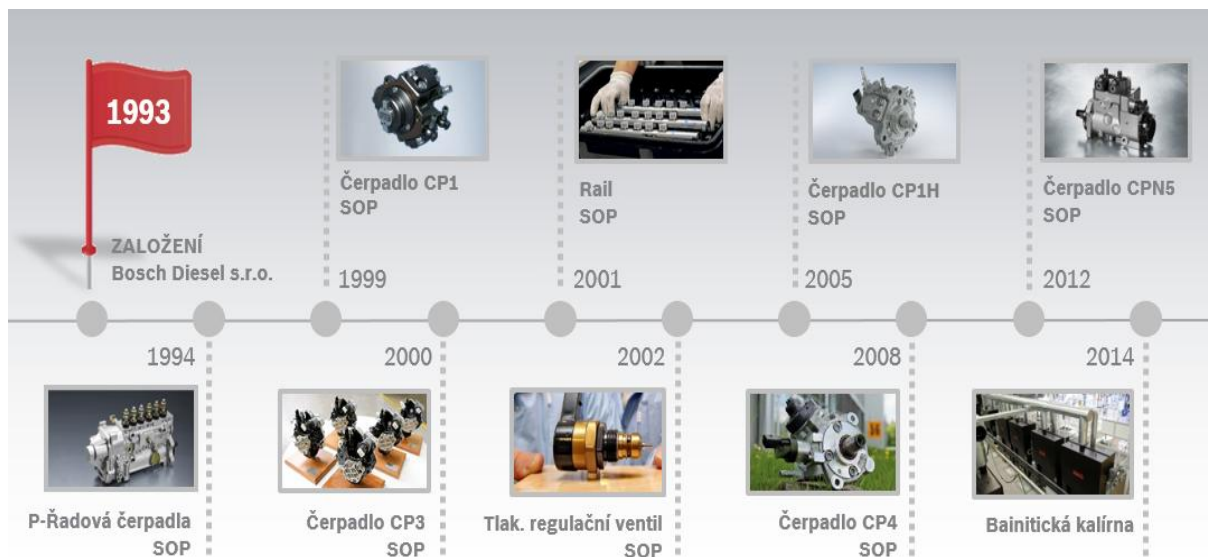 1993
ZALOŽENÍ
Bosch Diesel s.r.o.
Čerpadlo CP1
SOP
1999
Rail
SOP
2001
Čerpadlo CP1H
SOP
2005
Čerpadlo CPN5
SOP
2012
1994
P-Řadová čerpadla
SOP
2000
Čerpadlo CP3
SOP
2002
Tlak. regulační ventil
SOP
2008
Čerpadlo CP4
SOP
2014
Bainitická kalírna